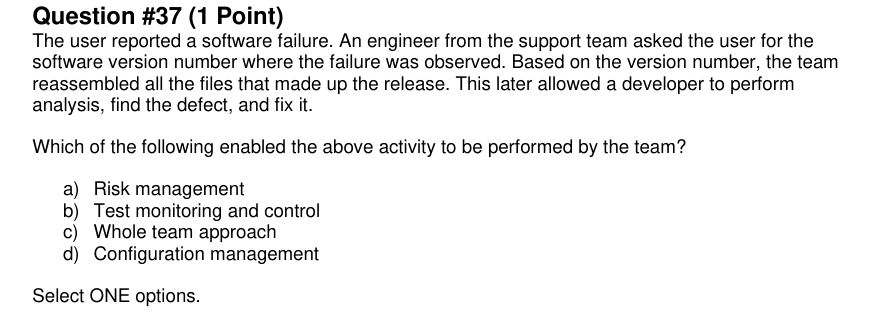 Question #37 (1 Point)
The user reported a software failure. An engineer from the support team asked the user for the
software version number where the failure was observed. Based on the version number, the team
reassembled all the files that made up the release. This later allowed a developer to perform
analysis, find the defect, and fix it.
Which of the following enabled the above activity to be performed by the team?
a) Risk management
b) Test monitoring and control
c) Whole team approach
d) Configuration management
Select ONE options.